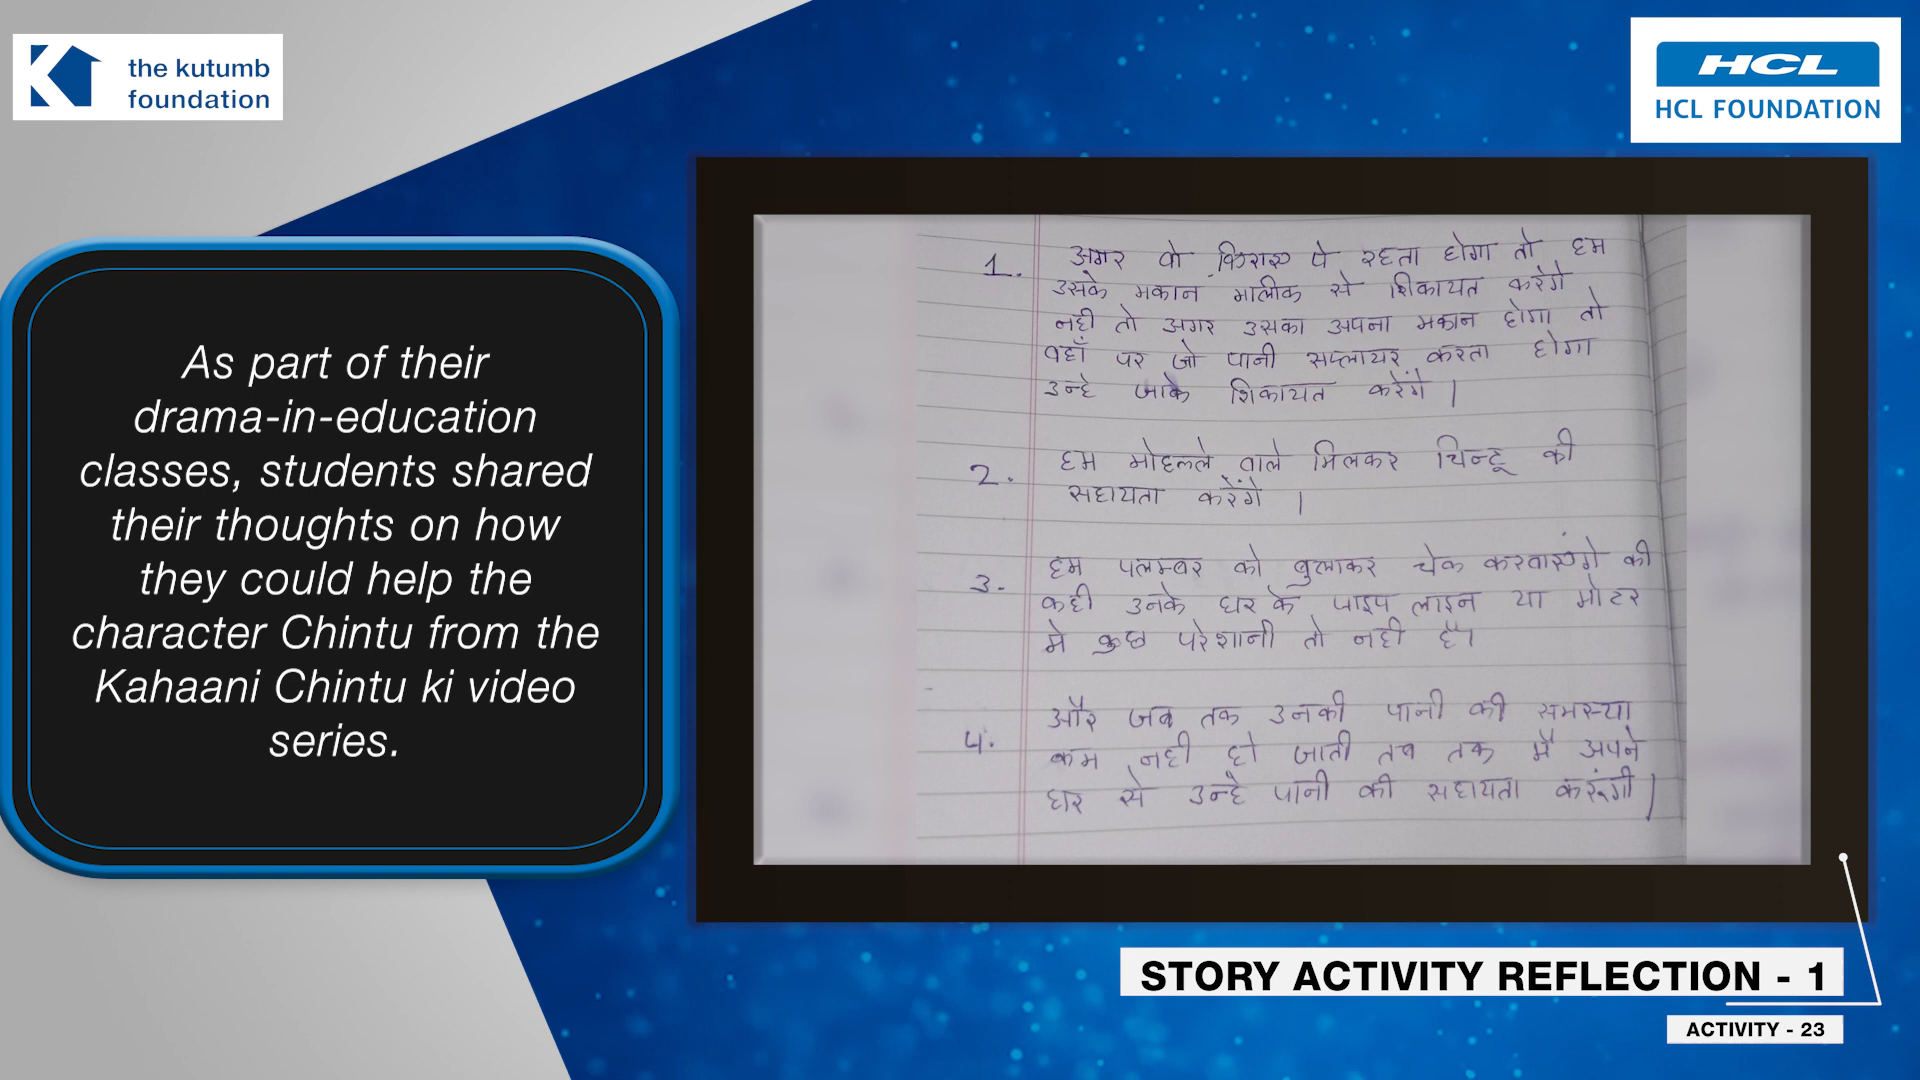 the kutumb
foundation
HCL
HCL FOUNDATION
As part of their
drama-in-education
classes, students shared
their thoughts on how
they could help the
character Chintu from the
Kahaani Chintu ki video
series.
1. अगर वो किराए पे रहता होगा तो हम
उसके मकान मालीक से शिकायत करेंगे
नही तो अगर उसका अपना मकान होगा तो
वहाँ पर जो पानी सप्लायर करता होगा
उन्हे जाके शिकायत करेंगे |
2. हम मोहलले वाले मिलकर चिन्टू की
सहायता करेंगे |
3. हम पलम्बर को बुलाकर चेक करवाएंगे की
कही उनके घर के पाइप लाइन या मोटर
मे कुछ परेशानी तो नही है।
4. और जब तक उनकी पानी की समस्या
कम नही हो जाती तब तक मैं अपने
घर से उन्हे पानी की सहायता करूंगी |
STORY ACTIVITY REFLECTION - 1
ACTIVITY - 23